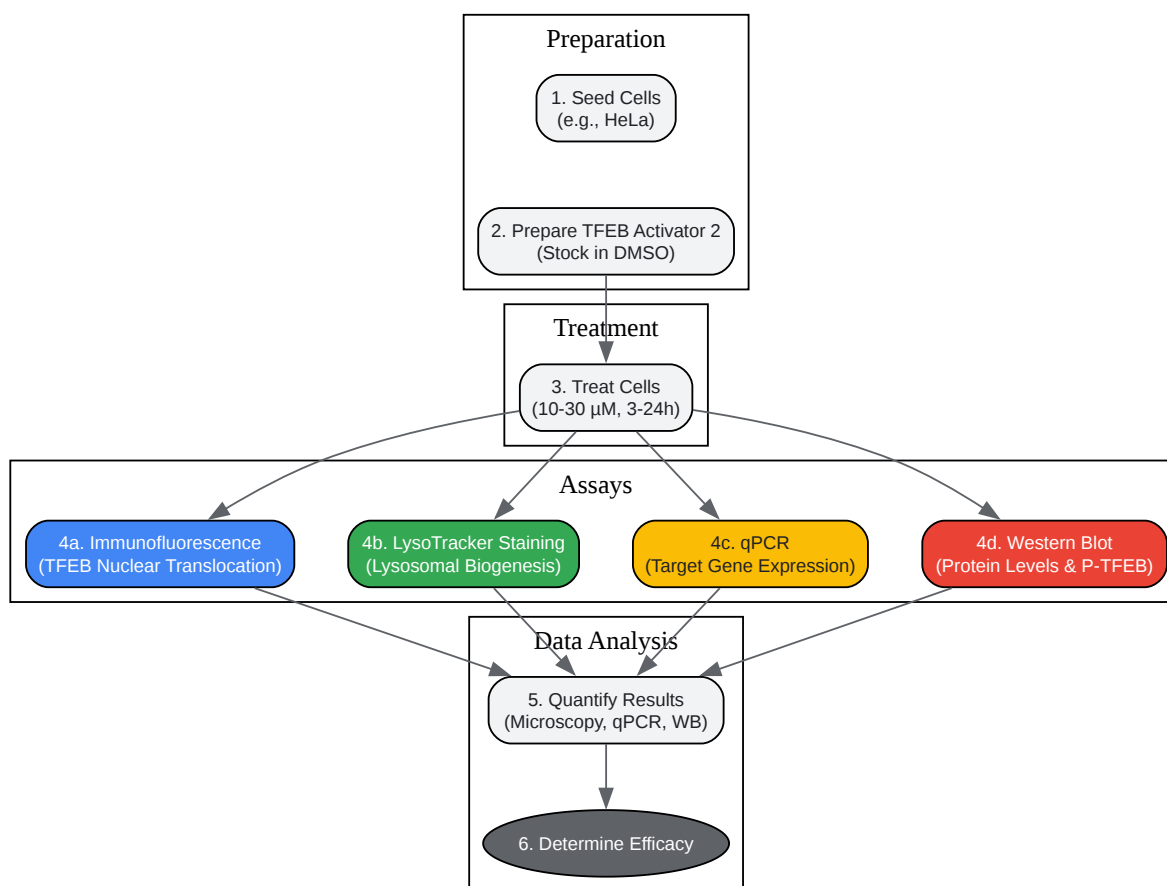 Preparation
1. Seed Cells
(e.g., HeLa)
2. Prepare TFEB Activator 2
(Stock in DMSO)
Treatment
3. Treat Cells
(10-30 µM, 3-24h)
Assays
4a. Immunofluorescence
(TFEB Nuclear Translocation)
4b. LysoTracker Staining
(Lysosomal Biogenesis)
4c. qPCR
(Target Gene Expression)
4d. Western Blot
(Protein Levels & P-TFEB)
Data Analysis
5. Quantify Results
(Microscopy, qPCR, WB)
6. Determine Efficacy